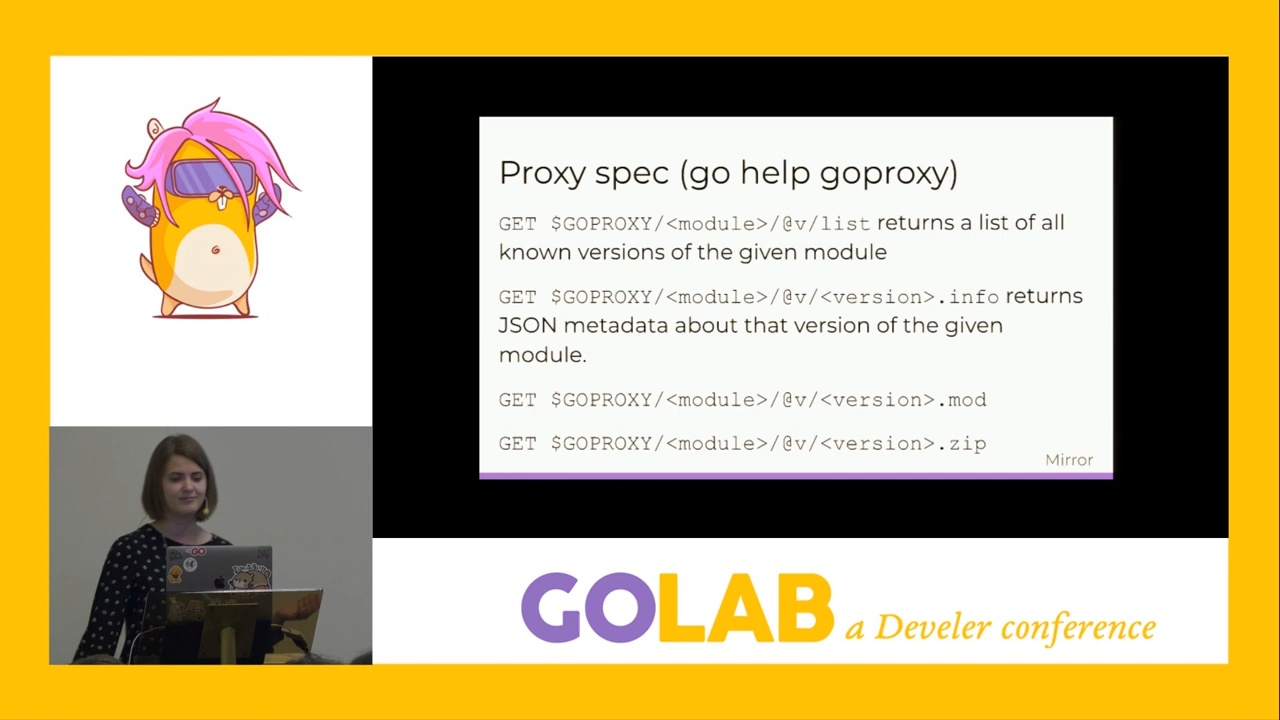 Proxy spec (go help goproxy)
GET $GOPROXY/<module>/@v/list returns a list of all
known versions of the given module
GET $GOPROXY/<module>/@v/<version>.info returns
JSON metadata about that version of the given
module.
GET $GOPROXY/<module>/@v/<version>.mod
GET $GOPROXY/<module>/@v/<version>.zip
Mirror
GO
GOLAB a Develer conference